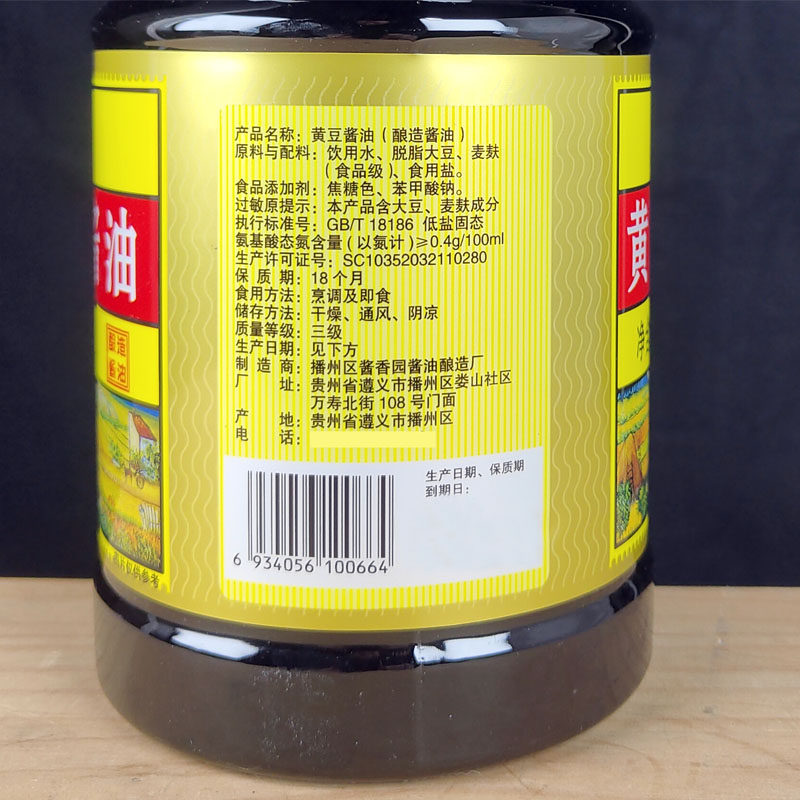 产品名称：黄豆酱油（酿造酱油）
原料与配料：饮用水、脱脂大豆、麦麸
（食品级）、食用盐。
食品添加剂：焦糖色、苯甲酸钠。
过敏原提示：本产品含大豆、麦麸成分
执行标准号：GB/T 18186 低盐固态
氨基酸态氮含量（以氮计）≥0.4g/100ml
生产许可证号：SC10352032110280
保质期：18个月
食用方法：烹调及即食
储存方法：干燥、通风、阴凉
质量等级：三级
生产日期：见下方
制造商：播州区酱香园酱油酿造厂
厂址：贵州省遵义市播州区娄山社区
万寿北街108号门面
产地：贵州省遵义市播州区
电话：
生产日期、保质期
到期日：
6 934056 100664
油
黄
净
图片仅供参考